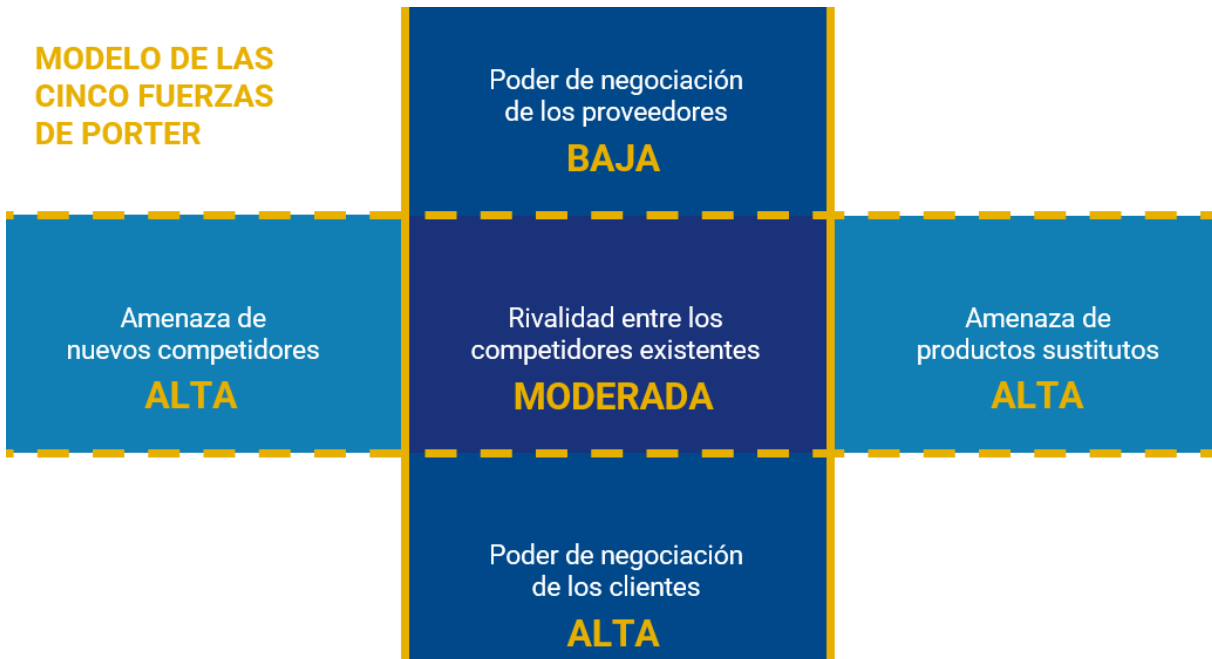 MODELO DE LAS
CINCO FUERZAS
DE PORTER
Poder de negociación
de los proveedores
BAJA
Amenaza de
nuevos competidores
ALTA
Rivalidad entre los
competidores existentes
MODERADA
Amenaza de
productos sustitutos
ALTA
Poder de negociación
de los clientes
ALTA